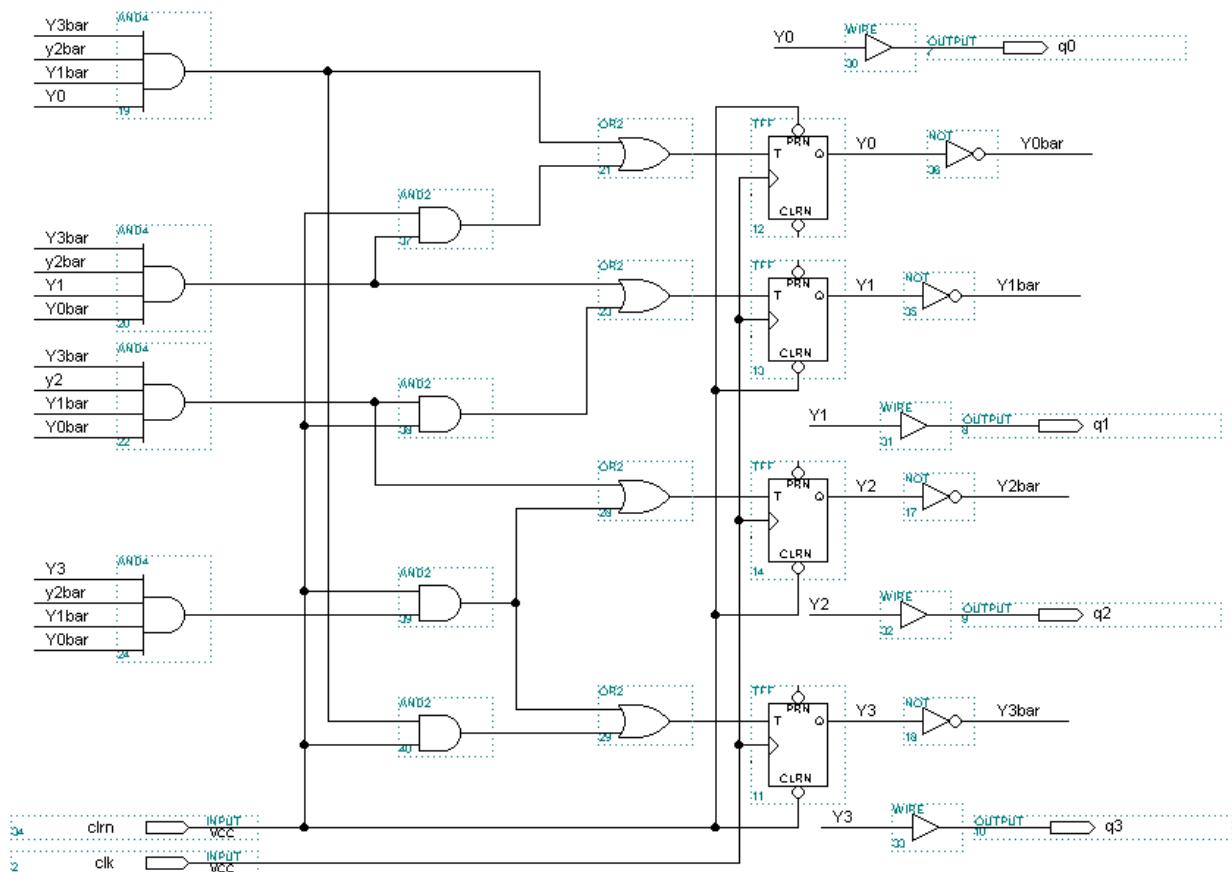 Y3bar
y2bar
Y1bar
Y0
AND4
19
Y3bar
y2bar
Y1
Y0bar
AND4
20
Y3bar
y2
Y1bar
Y0bar
AND4
22
Y3
y2bar
Y1bar
Y0bar
AND4
24
AND2
37
AND2
38
AND2
39
AND2
40
OR2
21
OR2
23
OR2
28
OR2
29
TFF
PRN
T Q
CLRN
12
TFF
PRN
T Q
CLRN
13
TFF
PRN
T Q
CLRN
14
TFF
PRN
T Q
CLRN
11
Y0
WIRE
30
OUTPUT
q0
Y0
NOT
36
Y0bar
Y1
NOT
35
Y1bar
Y1
WIRE
31
OUTPUT
8
q1
Y2
NOT
17
Y2bar
Y2
WIRE
32
OUTPUT
9
q2
Y3
NOT
18
Y3bar
Y3
WIRE
33
OUTPUT
10
q3
34
clrn
INPUT
VCC
2
clk
INPUT
VCC